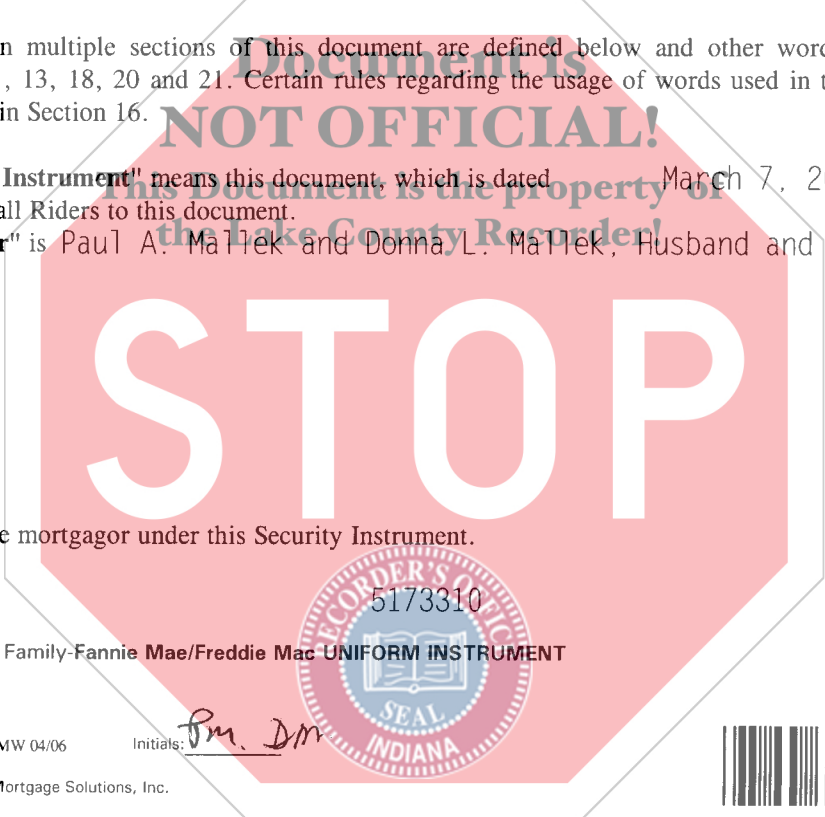 n multiple sections of this document are defined below and other wor
, 13, 18, 20 and 21. Certain rules regarding the usage of words used in t
in Section 16.
Document is
NOT OFFICIAL!
This Document is the property of
the Lake County Recorder!
Instrument" means this document, which is dated March 7, 2
all Riders to this document.
r" is Paul A. Mallek and Donna L. Mallek, Husband and
STOP
e mortgagor under this Security Instrument.
RECORDER'S OFFICE
SEAL
INDIANA
5173310
Family-Fannie Mae/Freddie Mac UNIFORM INSTRUMENT
MW 04/06 Initials: PM. DM
Mortgage Solutions, Inc.